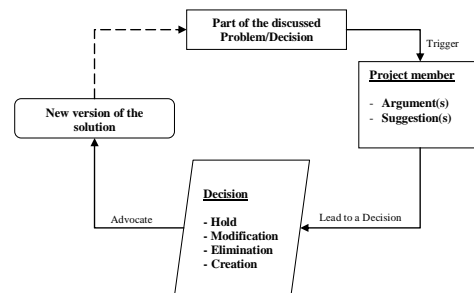 Part of the discussed
Problem/Decision
Trigger
Project member
- Argument(s)
- Suggestion(s)
New version of the
solution
Decision
- Hold
- Modification
- Elimination
- Creation
Advocate
Lead to a Decision